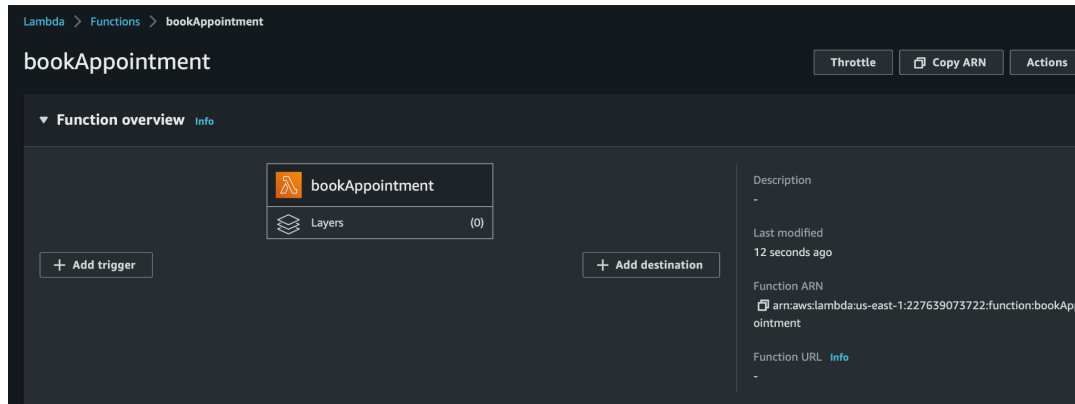 Lambda > Functions > bookAppointment
bookAppointment
Throttle
Copy ARN
Actions
Function overview Info
bookAppointment
Layers (0)
+ Add trigger
+ Add destination
Description
-
Last modified
12 seconds ago
Function ARN
arn:aws:lambda:us-east-1:227639073722:function:bookApp
ointment
Function URL Info
-